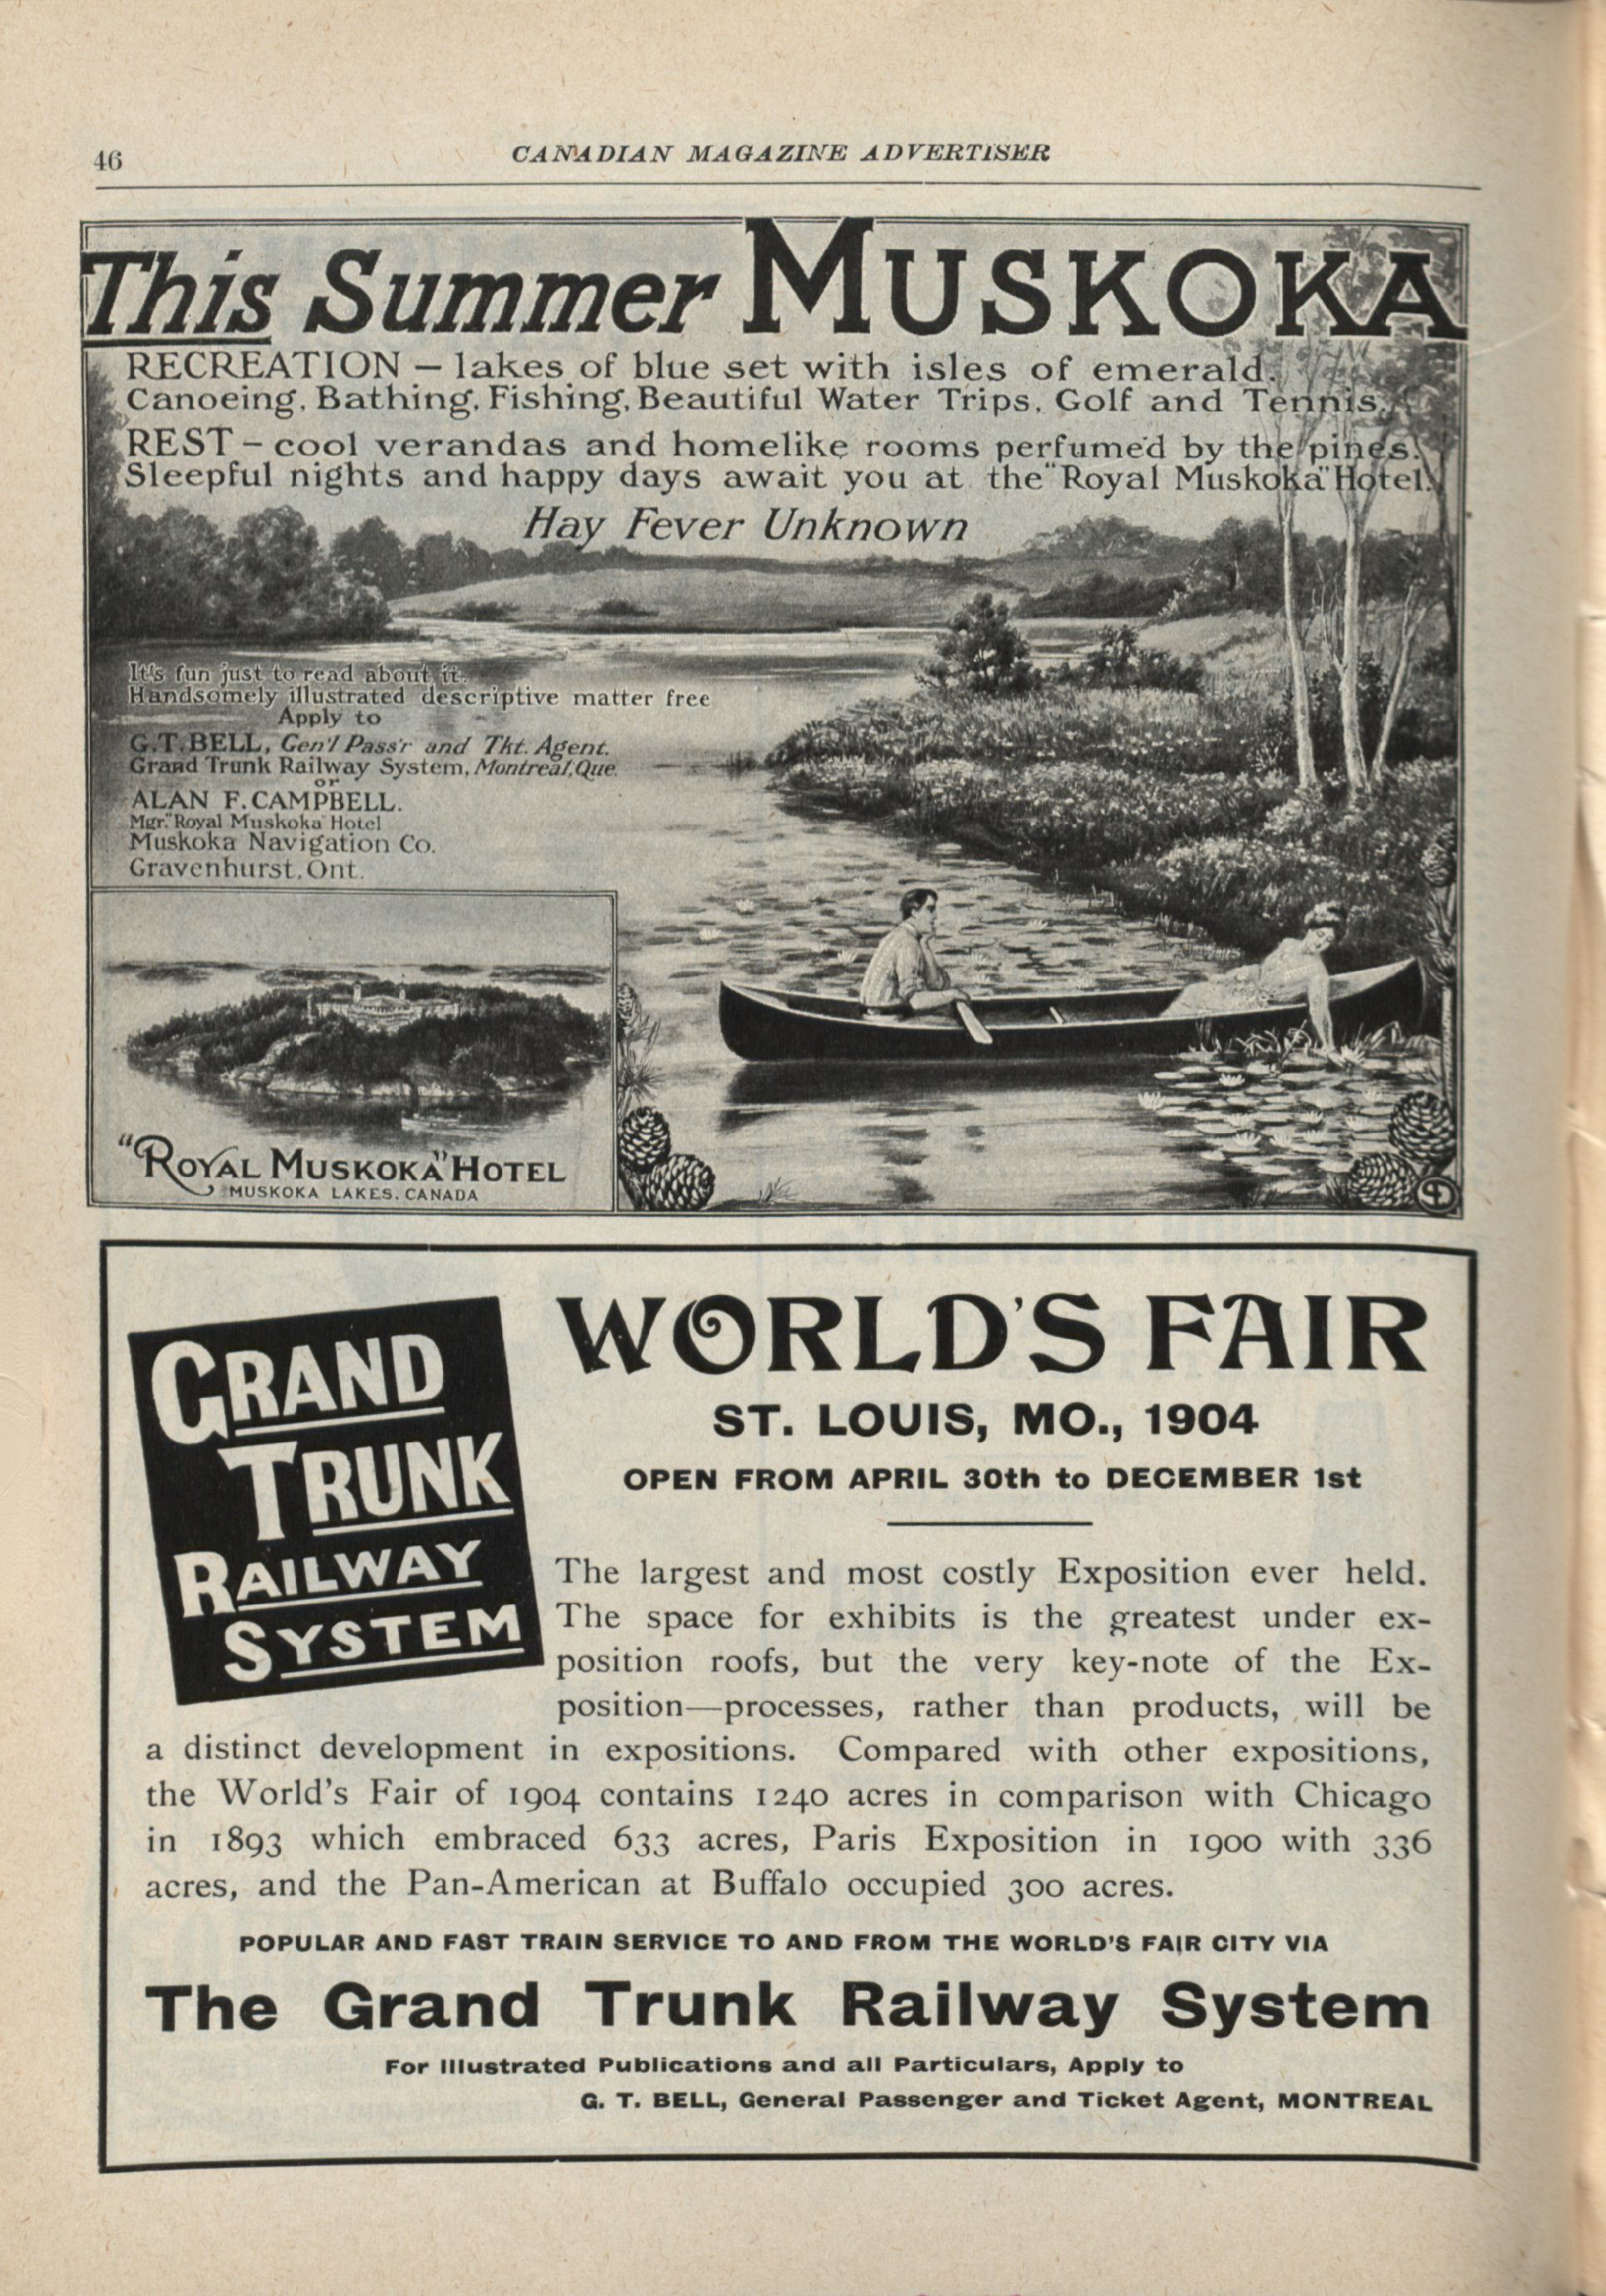 46
CANADIAN MAGAZINE ADVERTISER
This Summer MUSKOKA
RECREATION — lakes of blue set with isles of emerald.
Canoeing, Bathing, Fishing, Beautiful Water Trips, Golf and Tennis.
REST — cool verandas and homelike rooms perfumed by the pines.
Sleepful nights and happy days await you at the "Royal Muskoka" Hotel.
Hay Fever Unknown
It's fun just to read about it.
Handsomely illustrated descriptive matter free
Apply to
G.T. BELL, Gen'l Pass'r and Tkt. Agent.
Grand Trunk Railway System, Montreal, Que.
or
ALAN F. CAMPBELL.
Mgr. "Royal Muskoka" Hotel
Muskoka Navigation Co.
Gravenhurst, Ont.
"ROYAL MUSKOKA" HOTEL
MUSKOKA LAKES, CANADA
GRAND
TRUNK
RAILWAY
SYSTEM
WORLD'S FAIR
ST. LOUIS, MO., 1904
OPEN FROM APRIL 30th to DECEMBER 1st
The largest and most costly Exposition ever held.
The space for exhibits is the greatest under ex-
position roofs, but the very key-note of the Ex-
position—processes, rather than products, will be
a distinct development in expositions. Compared with other expositions,
the World's Fair of 1904 contains 1240 acres in comparison with Chicago
in 1893 which embraced 633 acres, Paris Exposition in 1900 with 336
acres, and the Pan-American at Buffalo occupied 300 acres.
POPULAR AND FAST TRAIN SERVICE TO AND FROM THE WORLD'S FAIR CITY VIA
The Grand Trunk Railway System
For Illustrated Publications and all Particulars, Apply to
G. T. BELL, General Passenger and Ticket Agent, MONTREAL